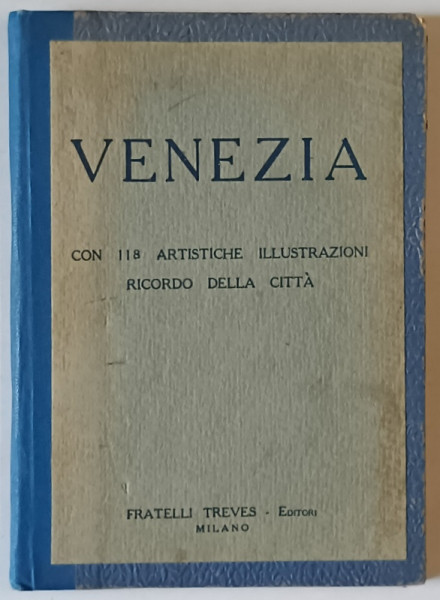 VENEZIA
CON 118 ARTISTICHE ILLUSTRAZIONI
RICORDO DELLA CITTÀ
FRATELLI TREVES - EDITORI
MILANO